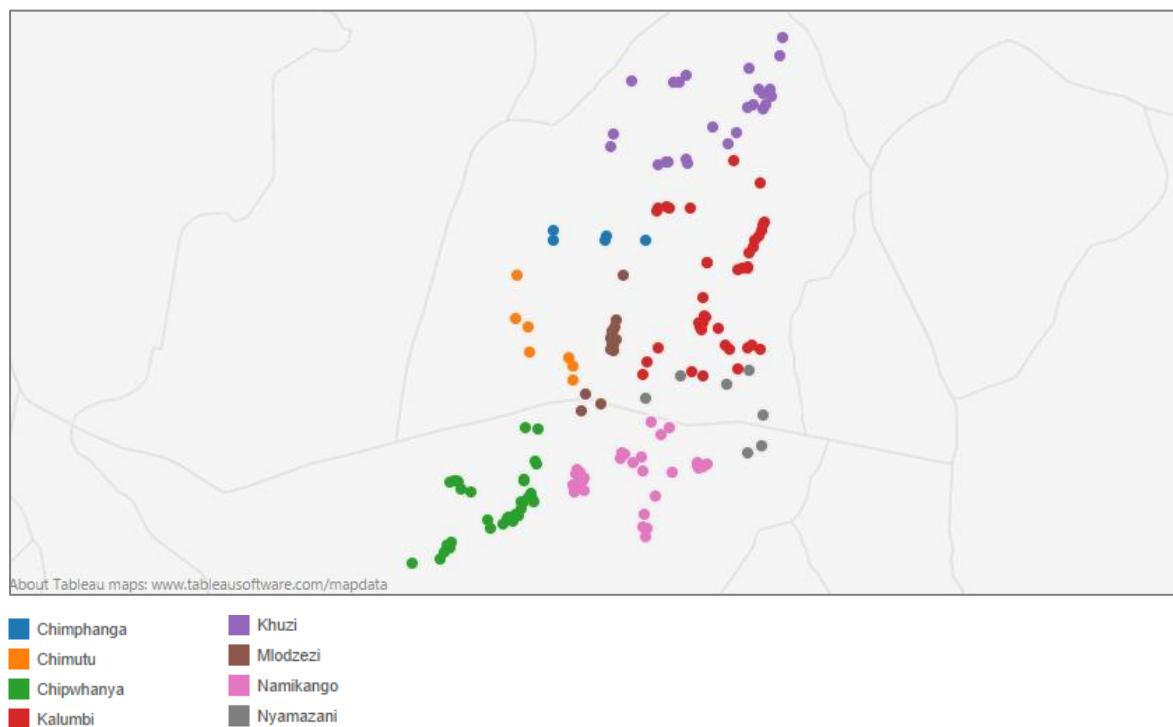 About Tableau maps: www.tableausoftware.com/mapdata
Chimphanga
Chimutu
Chipwhanya
Kalumbi
Khuzi
Mlodzezi
Namikango
Nyamazani